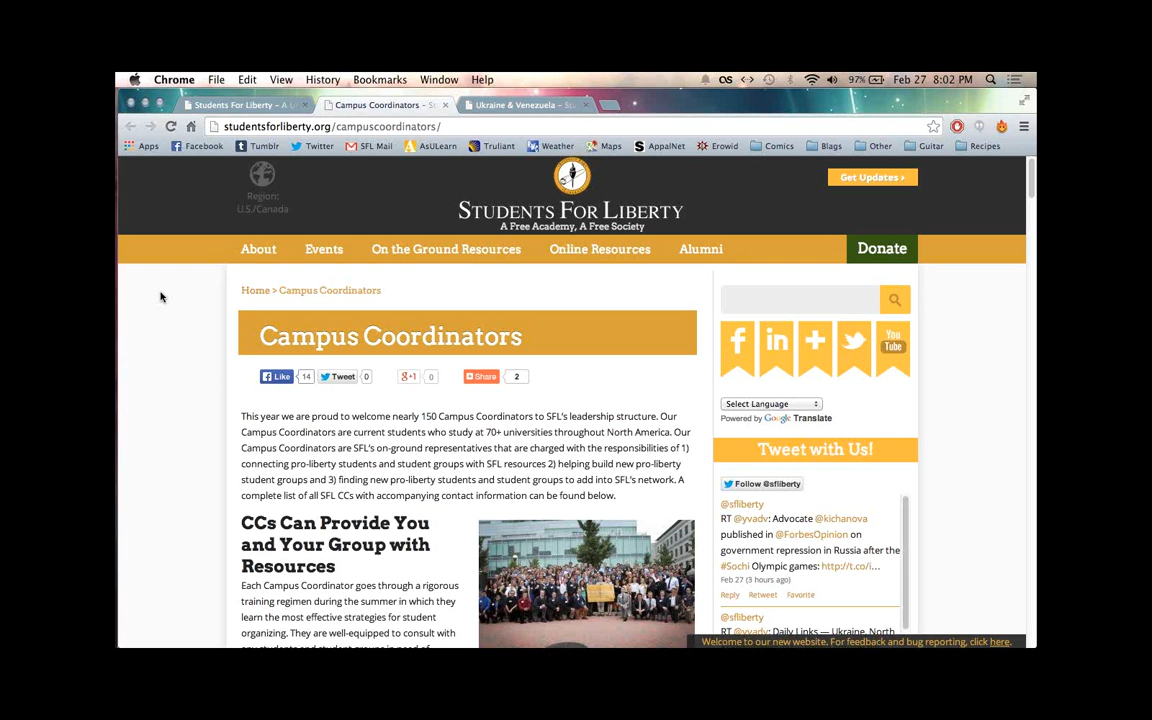 Chrome File Edit View History Bookmarks Window Help 97% Feb 27 8:02 PM
Students For Liberty – A
Campus Coordinators - St
Ukraine & Venezuela – Stu
studentsforliberty.org/campuscoordinators/
Apps Facebook Tumblr Twitter SFL Mail AsULearn Truliant Weather Maps AppalNet Erowid Comics Blags Other Guitar Recipes
Region:
U.S./Canada
STUDENTS FOR LIBERTY
A Free Academy, A Free Society
Get Updates ›
About Events On the Ground Resources Online Resources Alumni Donate
Home > Campus Coordinators
Campus Coordinators
Like 14 Tweet 0 g+1 0 Share 2
This year we are proud to welcome nearly 150 Campus Coordinators to SFL's leadership structure. Our
Campus Coordinators are current students who study at 70+ universities throughout North America. Our
Campus Coordinators are SFL's on-ground representatives that are charged with the responsibilities of 1)
connecting pro-liberty students and student groups with SFL resources 2) helping build new pro-liberty
student groups and 3) finding new pro-liberty students and student groups to add into SFL's network. A
complete list of all SFL CCs with accompanying contact information can be found below.
CCs Can Provide You
and Your Group with
Resources
Each Campus Coordinator goes through a rigorous
training regimen during the summer in which they
learn the most effective strategies for student
organizing. They are well-equipped to consult with
You
Tube
Select Language
Powered by Google Translate
Tweet with Us!
Follow @sfliberty
@sfliberty
RT @yvadv: Advocate @kichanova
published in @ForbesOpinion on
government repression in Russia after the
#Sochi Olympic games: http://t.co/i...
Feb 27 (3 hours ago)
Reply Retweet Favorite
@sfliberty
RT @yvadv: Daily Links — Ukraine, North
Welcome to our new website. For feedback and bug reporting, click here.